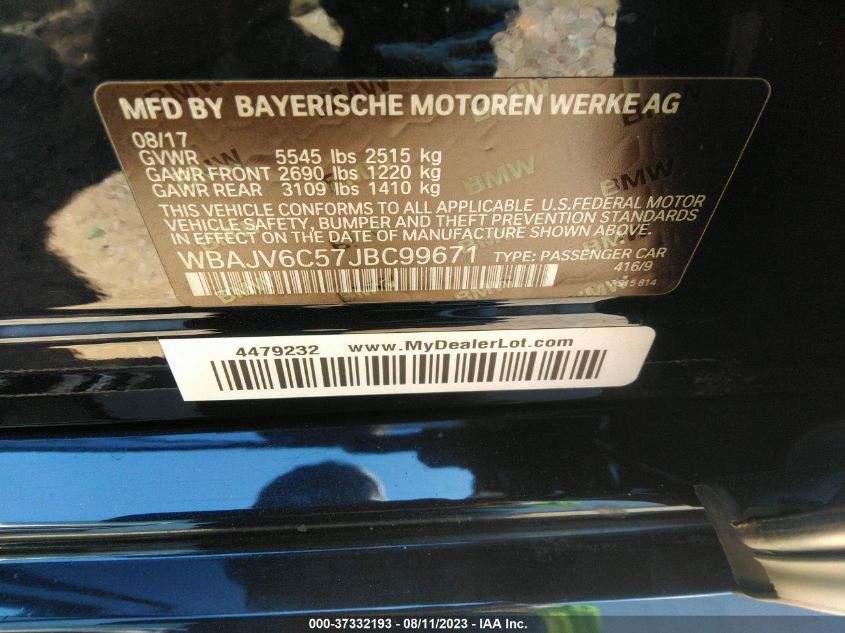 MFD BY BAYERISCHE MOTOREN WERKE AG
08/17
GVWR 5545 lbs 2515 kg
GAWR FRONT 2690 lbs 1220 kg
GAWR REAR 3109 lbs 1410 kg
THIS VEHICLE CONFORMS TO ALL APPLICABLE U.S.FEDERAL MOTOR
VEHICLE SAFETY, BUMPER AND THEFT PREVENTION STANDARDS
IN EFFECT ON THE DATE OF MANUFACTURE SHOWN ABOVE.
WBAJV6C57JBC99671 TYPE: PASSENGER CAR
416/9
4479232 www.MyDealerLot.com
000-37332193 - 08/11/2023 - IAA Inc.